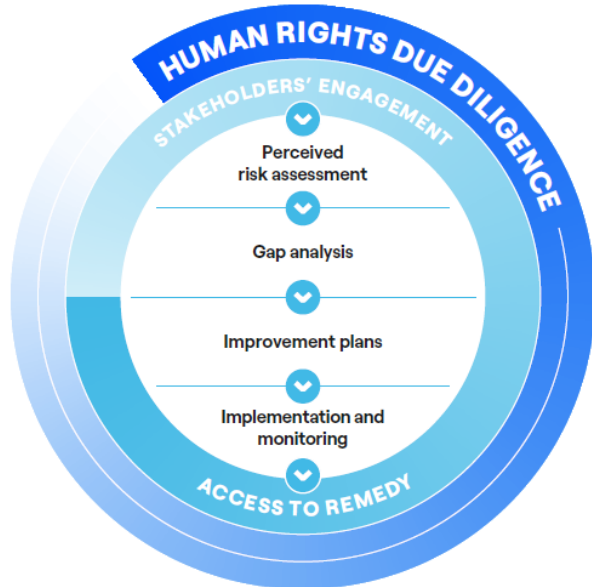 HUMAN RIGHTS DUE DILIGENCE
STAKEHOLDERS' ENGAGEMENT
Perceived
risk assessment
Gap analysis
Improvement plans
Implementation and
monitoring
ACCESS TO REMEDY